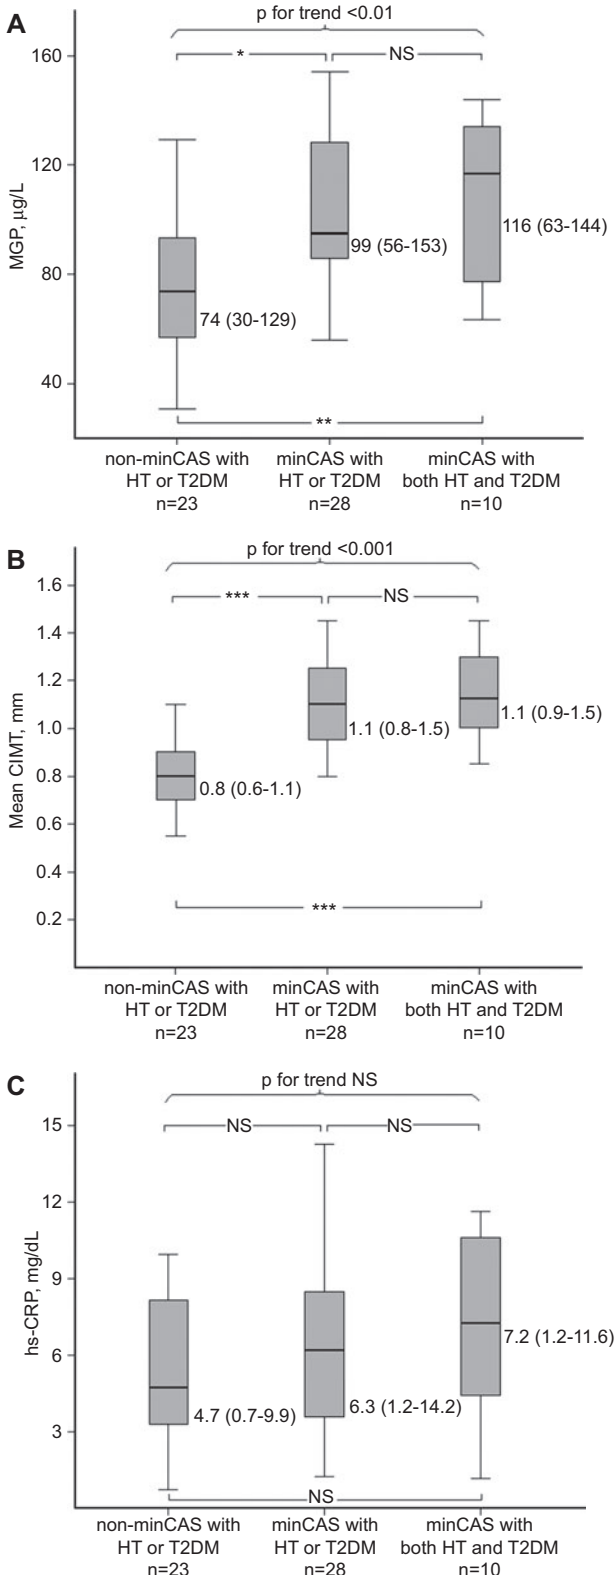 A
p for trend <0.01
160
*
NS
120
MGP, µg/L
116 (63-144)
99 (56-153)
80
74 (30-129)
40
**
non-minCAS with
HT or T2DM
n=23
minCAS with
HT or T2DM
n=28
minCAS with
both HT and T2DM
n=10
B
p for trend <0.001
1.6
***
NS
1.4
1.2
1.1 (0.9-1.5)
1.1 (0.8-1.5)
1.0
Mean CIMT, mm
0.8
0.8 (0.6-1.1)
0.6
0.4
***
0.2
non-minCAS with
HT or T2DM
n=23
minCAS with
HT or T2DM
n=28
minCAS with
both HT and T2DM
n=10
C
p for trend NS
15
NS
NS
12
hs-CRP, mg/dL
9
7.2 (1.2-11.6)
6
6.3 (1.2-14.2)
4.7 (0.7-9.9)
3
NS
non-minCAS with
HT or T2DM
n=23
minCAS with
HT or T2DM
n=28
minCAS with
both HT and T2DM
n=10